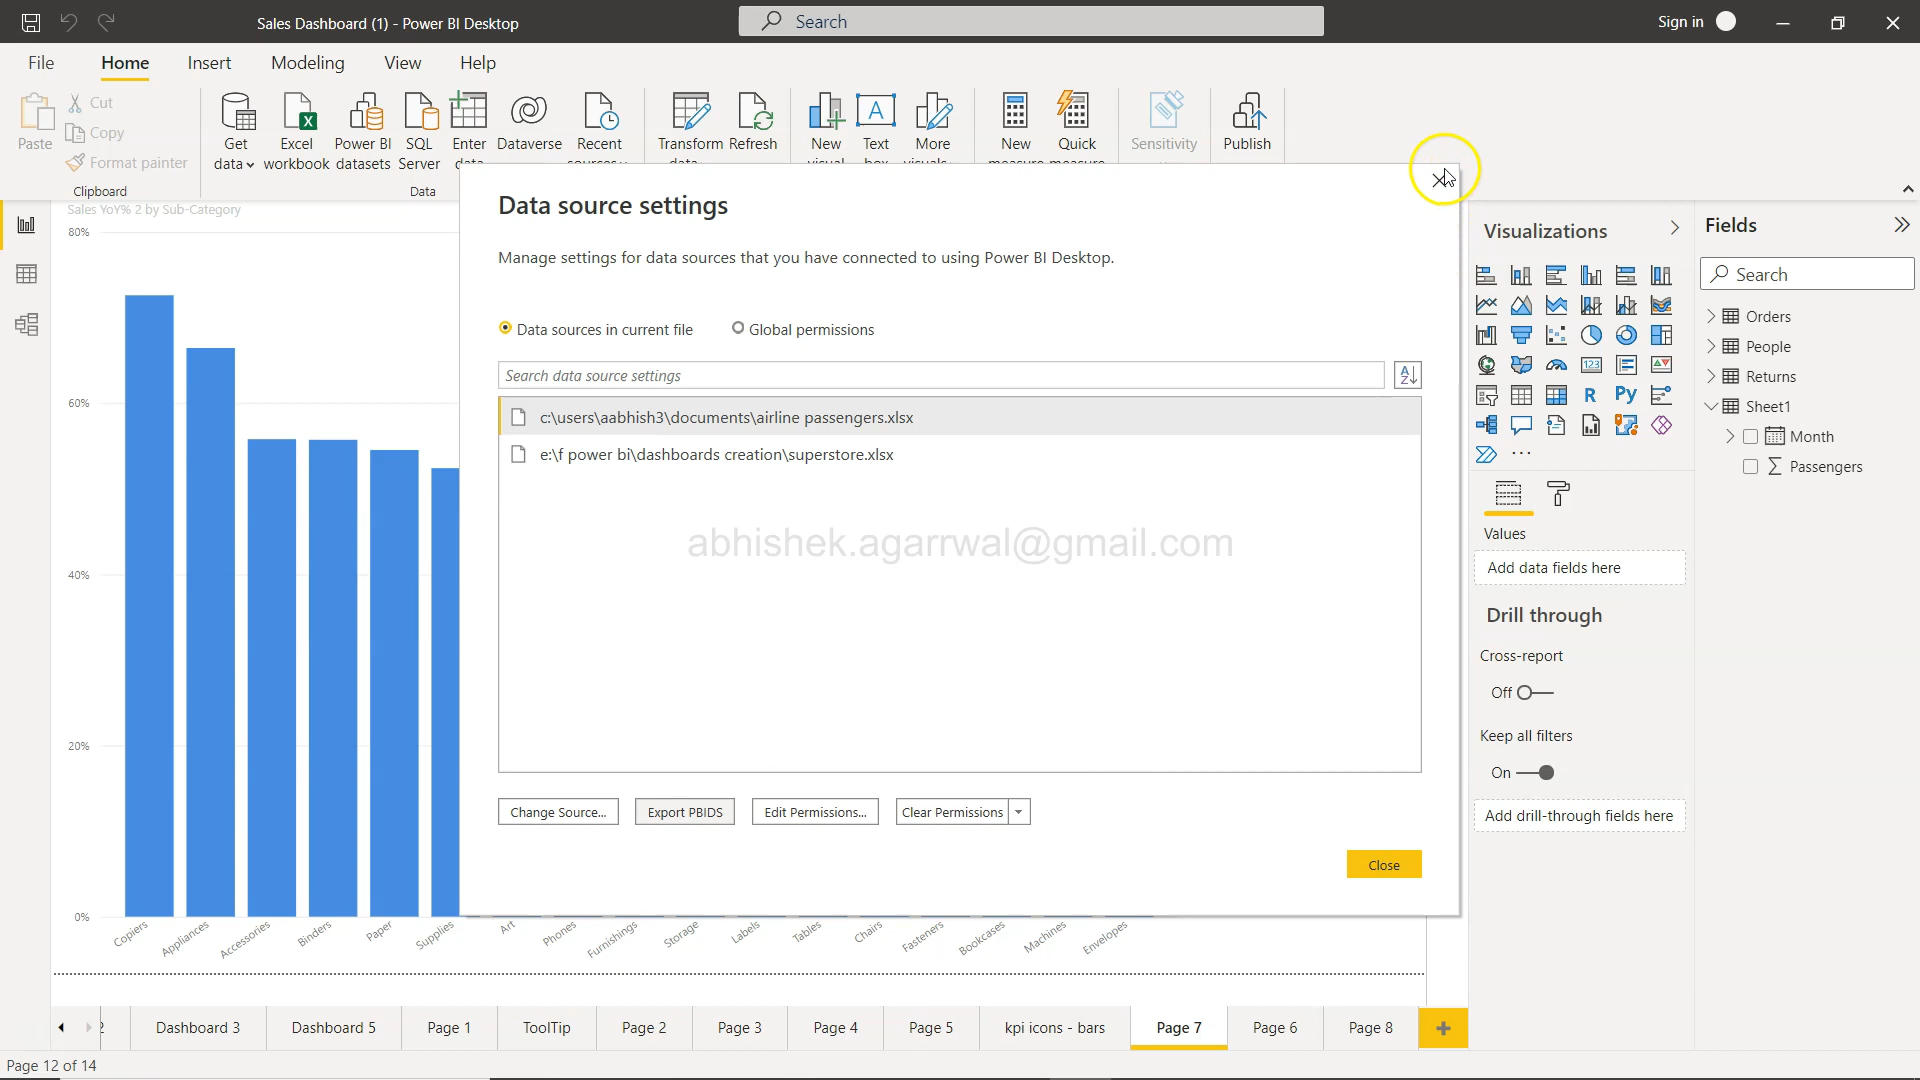 Sales Dashboard (1) - Power BI Desktop
Search
Sign in
File
Home
Insert
Modeling
View
Help
Paste
Cut
Copy
Format painter
Clipboard
Get data
Excel workbook
Power BI datasets
SQL Server
Enter data
Dataverse
Recent sources
Data
Transform data
Refresh
New visual
Text box
More visuals
New measure
Quick measure
Sensitivity
Publish
Sales YoY% 2 by Sub-Category
80%
60%
40%
20%
0%
Copiers
Appliances
Accessories
Binders
Paper
Supplies
Art
Phones
Furnishings
Storage
Labels
Tables
Chairs
Fasteners
Bookcases
Machines
Envelopes
Data source settings
Manage settings for data sources that you have connected to using Power BI Desktop.
Data sources in current file
Global permissions
Search data source settings
A
Z
c:\users\aabhish3\documents\airline passengers.xlsx
e:\f power bi\dashboards creation\superstore.xlsx
abhishek.agarrwal@gmail.com
Change Source...
Export PBIDS
Edit Permissions...
Clear Permissions
Close
Visualizations
123
R
Py
Values
Add data fields here
Drill through
Cross-report
Off
Keep all filters
On
Add drill-through fields here
Fields
Search
Orders
People
Returns
Sheet1
Month
Passengers
Dashboard 3
Dashboard 5
Page 1
ToolTip
Page 2
Page 3
Page 4
Page 5
kpi icons - bars
Page 7
Page 6
Page 8
Page 12 of 14